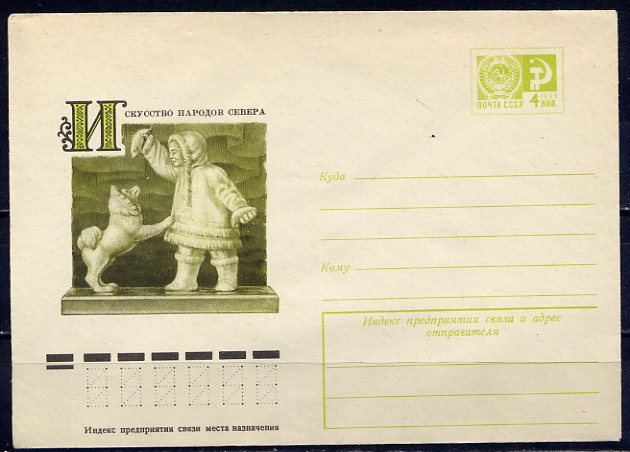 ИСКУССТВО НАРОДОВ СЕВЕРА
ПОЧТА СССР 4 КОП.
1966
Куда
Кому
Индекс предприятия связи и адрес
отправителя
Индекс предприятия связи места назначения